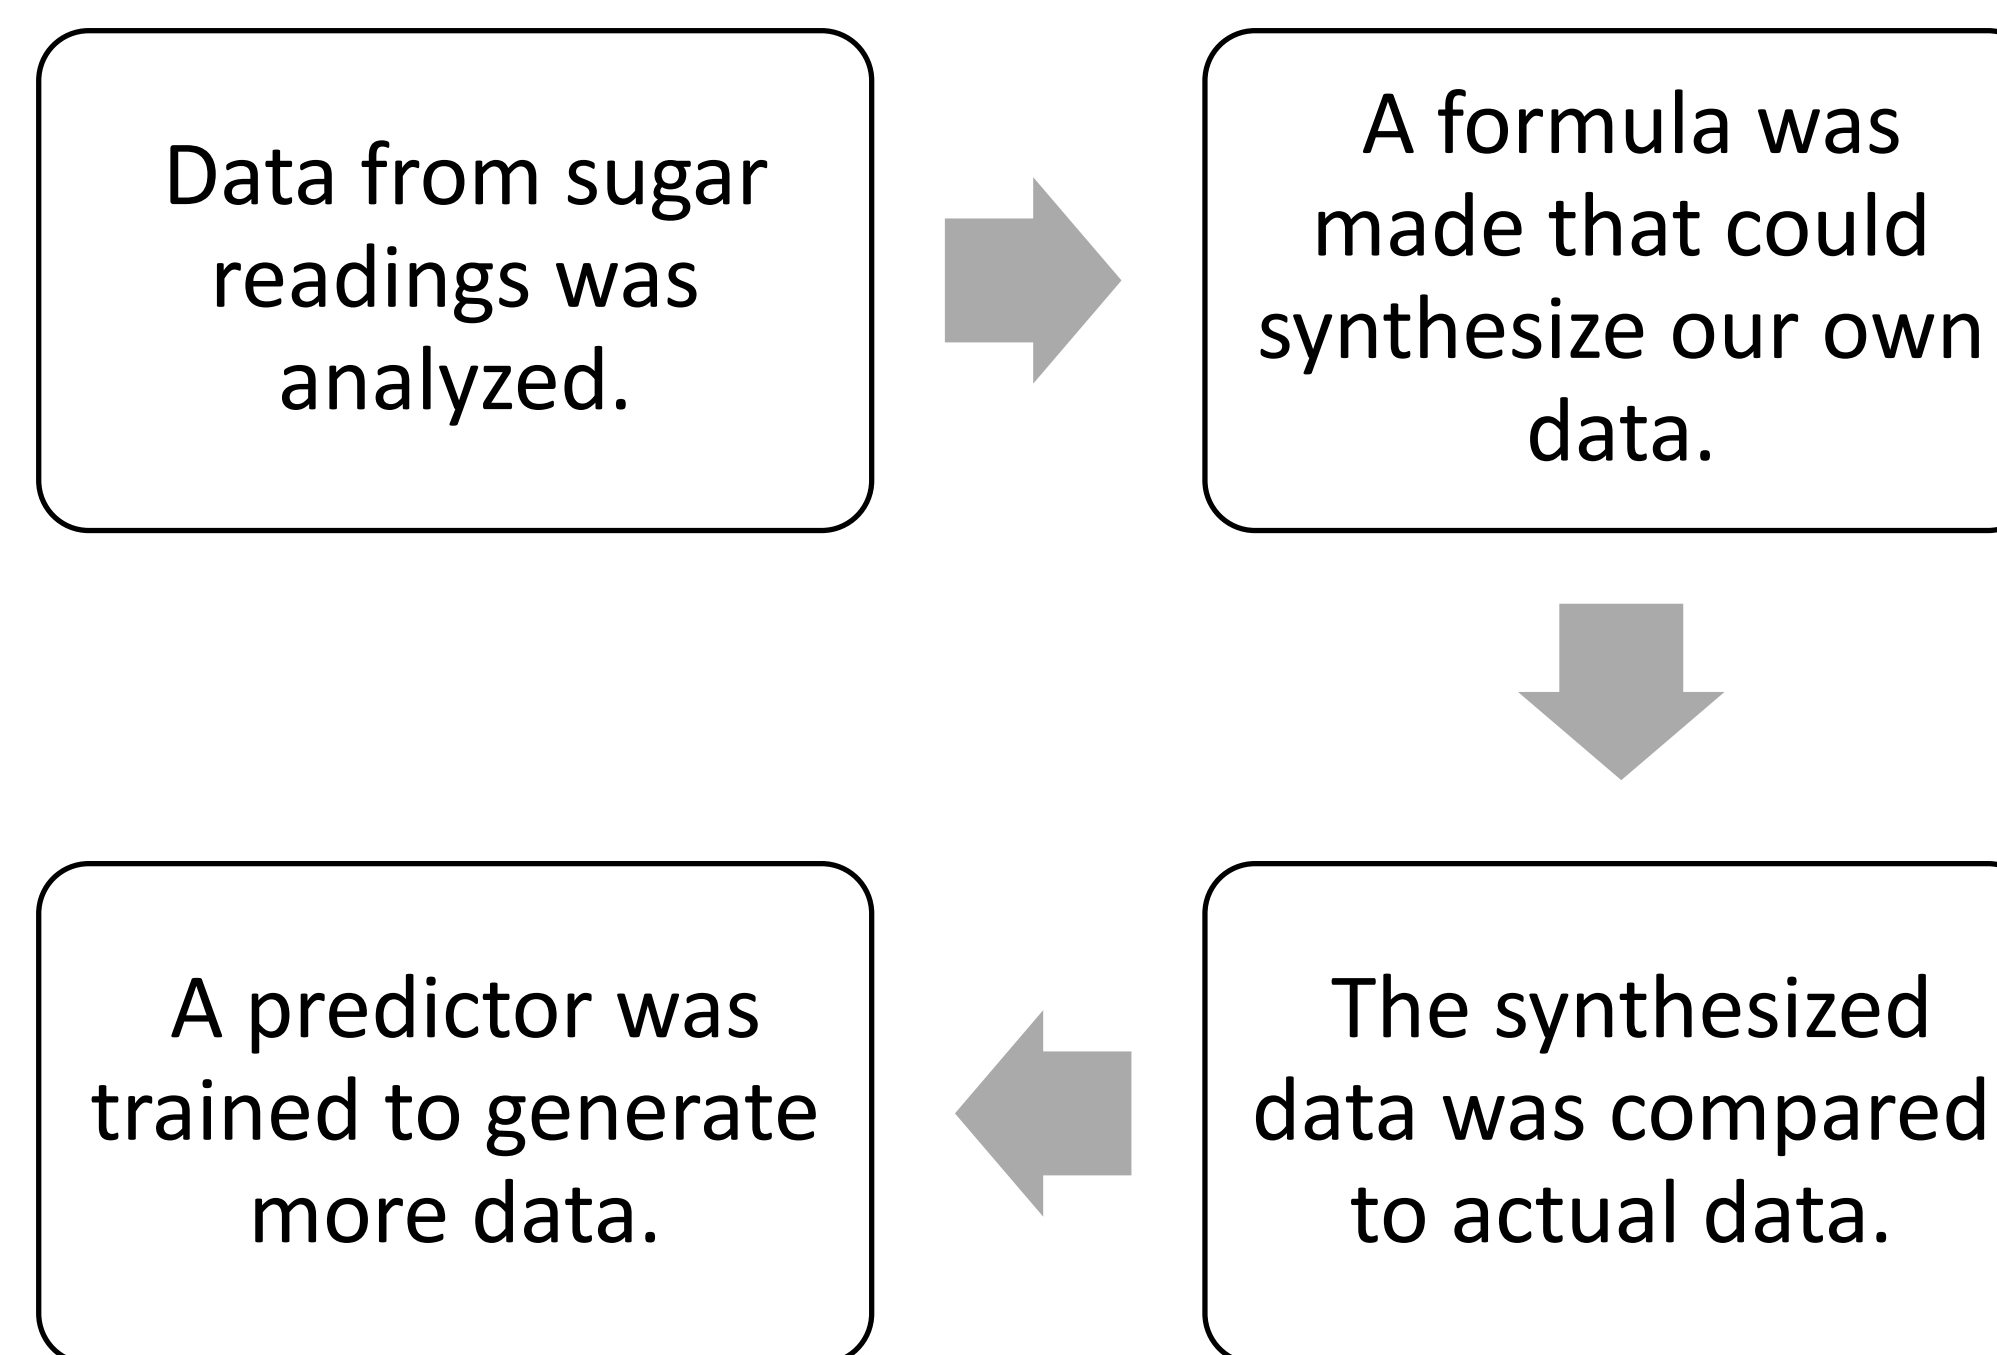 Data from sugar
readings was
analyzed.
A formula was
made that could
synthesize our own
data.
The synthesized
data was compared
to actual data.
A predictor was
trained to generate
more data.